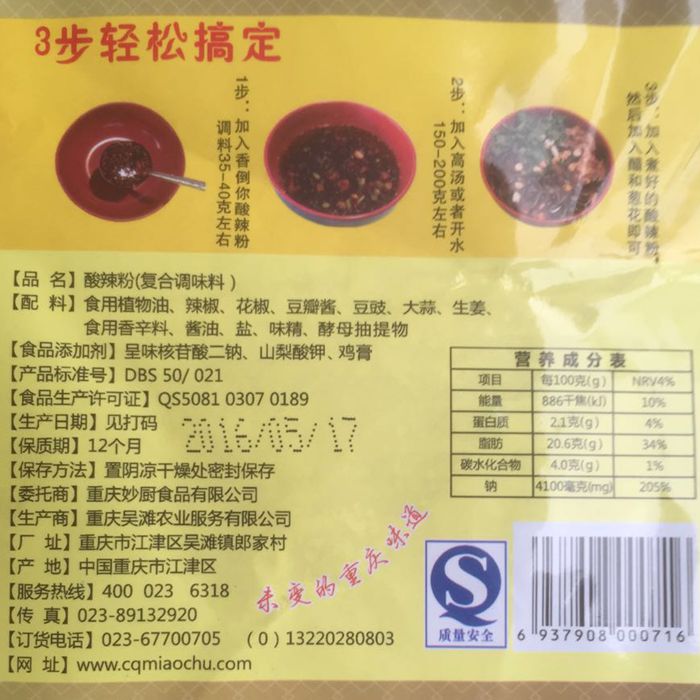 3步轻松搞定
1步：加入香倒你酸辣粉
调料35-40克左右
2步：加入高汤或者开水
150-200克左右
3步：加入煮好的酸辣粉，
然后加入醋和葱花即可
【品 名】酸辣粉(复合调味料)
【配 料】食用植物油、辣椒、花椒、豆瓣酱、豆豉、大蒜、生姜、
食用香辛料、酱油、盐、味精、酵母抽提物
【食品添加剂】呈味核苷酸二钠、山梨酸钾、鸡膏
【产品标准号】DBS 50/ 021
【食品生产许可证】QS5081 0307 0189
【生产日期】见打码
2016/05/17
【保质期】12个月
【保存方法】置阴凉干燥处密封保存
【委托商】重庆妙厨食品有限公司
【生产商】重庆吴滩农业服务有限公司
【厂 址】重庆市江津区吴滩镇郎家村
【产 地】中国重庆市江津区
【服务热线】400 023 6318
【传 真】023-89132920
【订货电话】023-67700705 （0）13220280803
【网 址】www.cqmiaochu.com
营养成分表
项目 每100克(g) NRV4%
能量 886千焦(kJ) 10%
蛋白质 2.1克(g) 4%
脂肪 20.6克(g) 34%
碳水化合物 4.0克(g) 1%
钠 4100毫克(mg) 205%
未变的重庆味道
质量安全
6 937908 000716